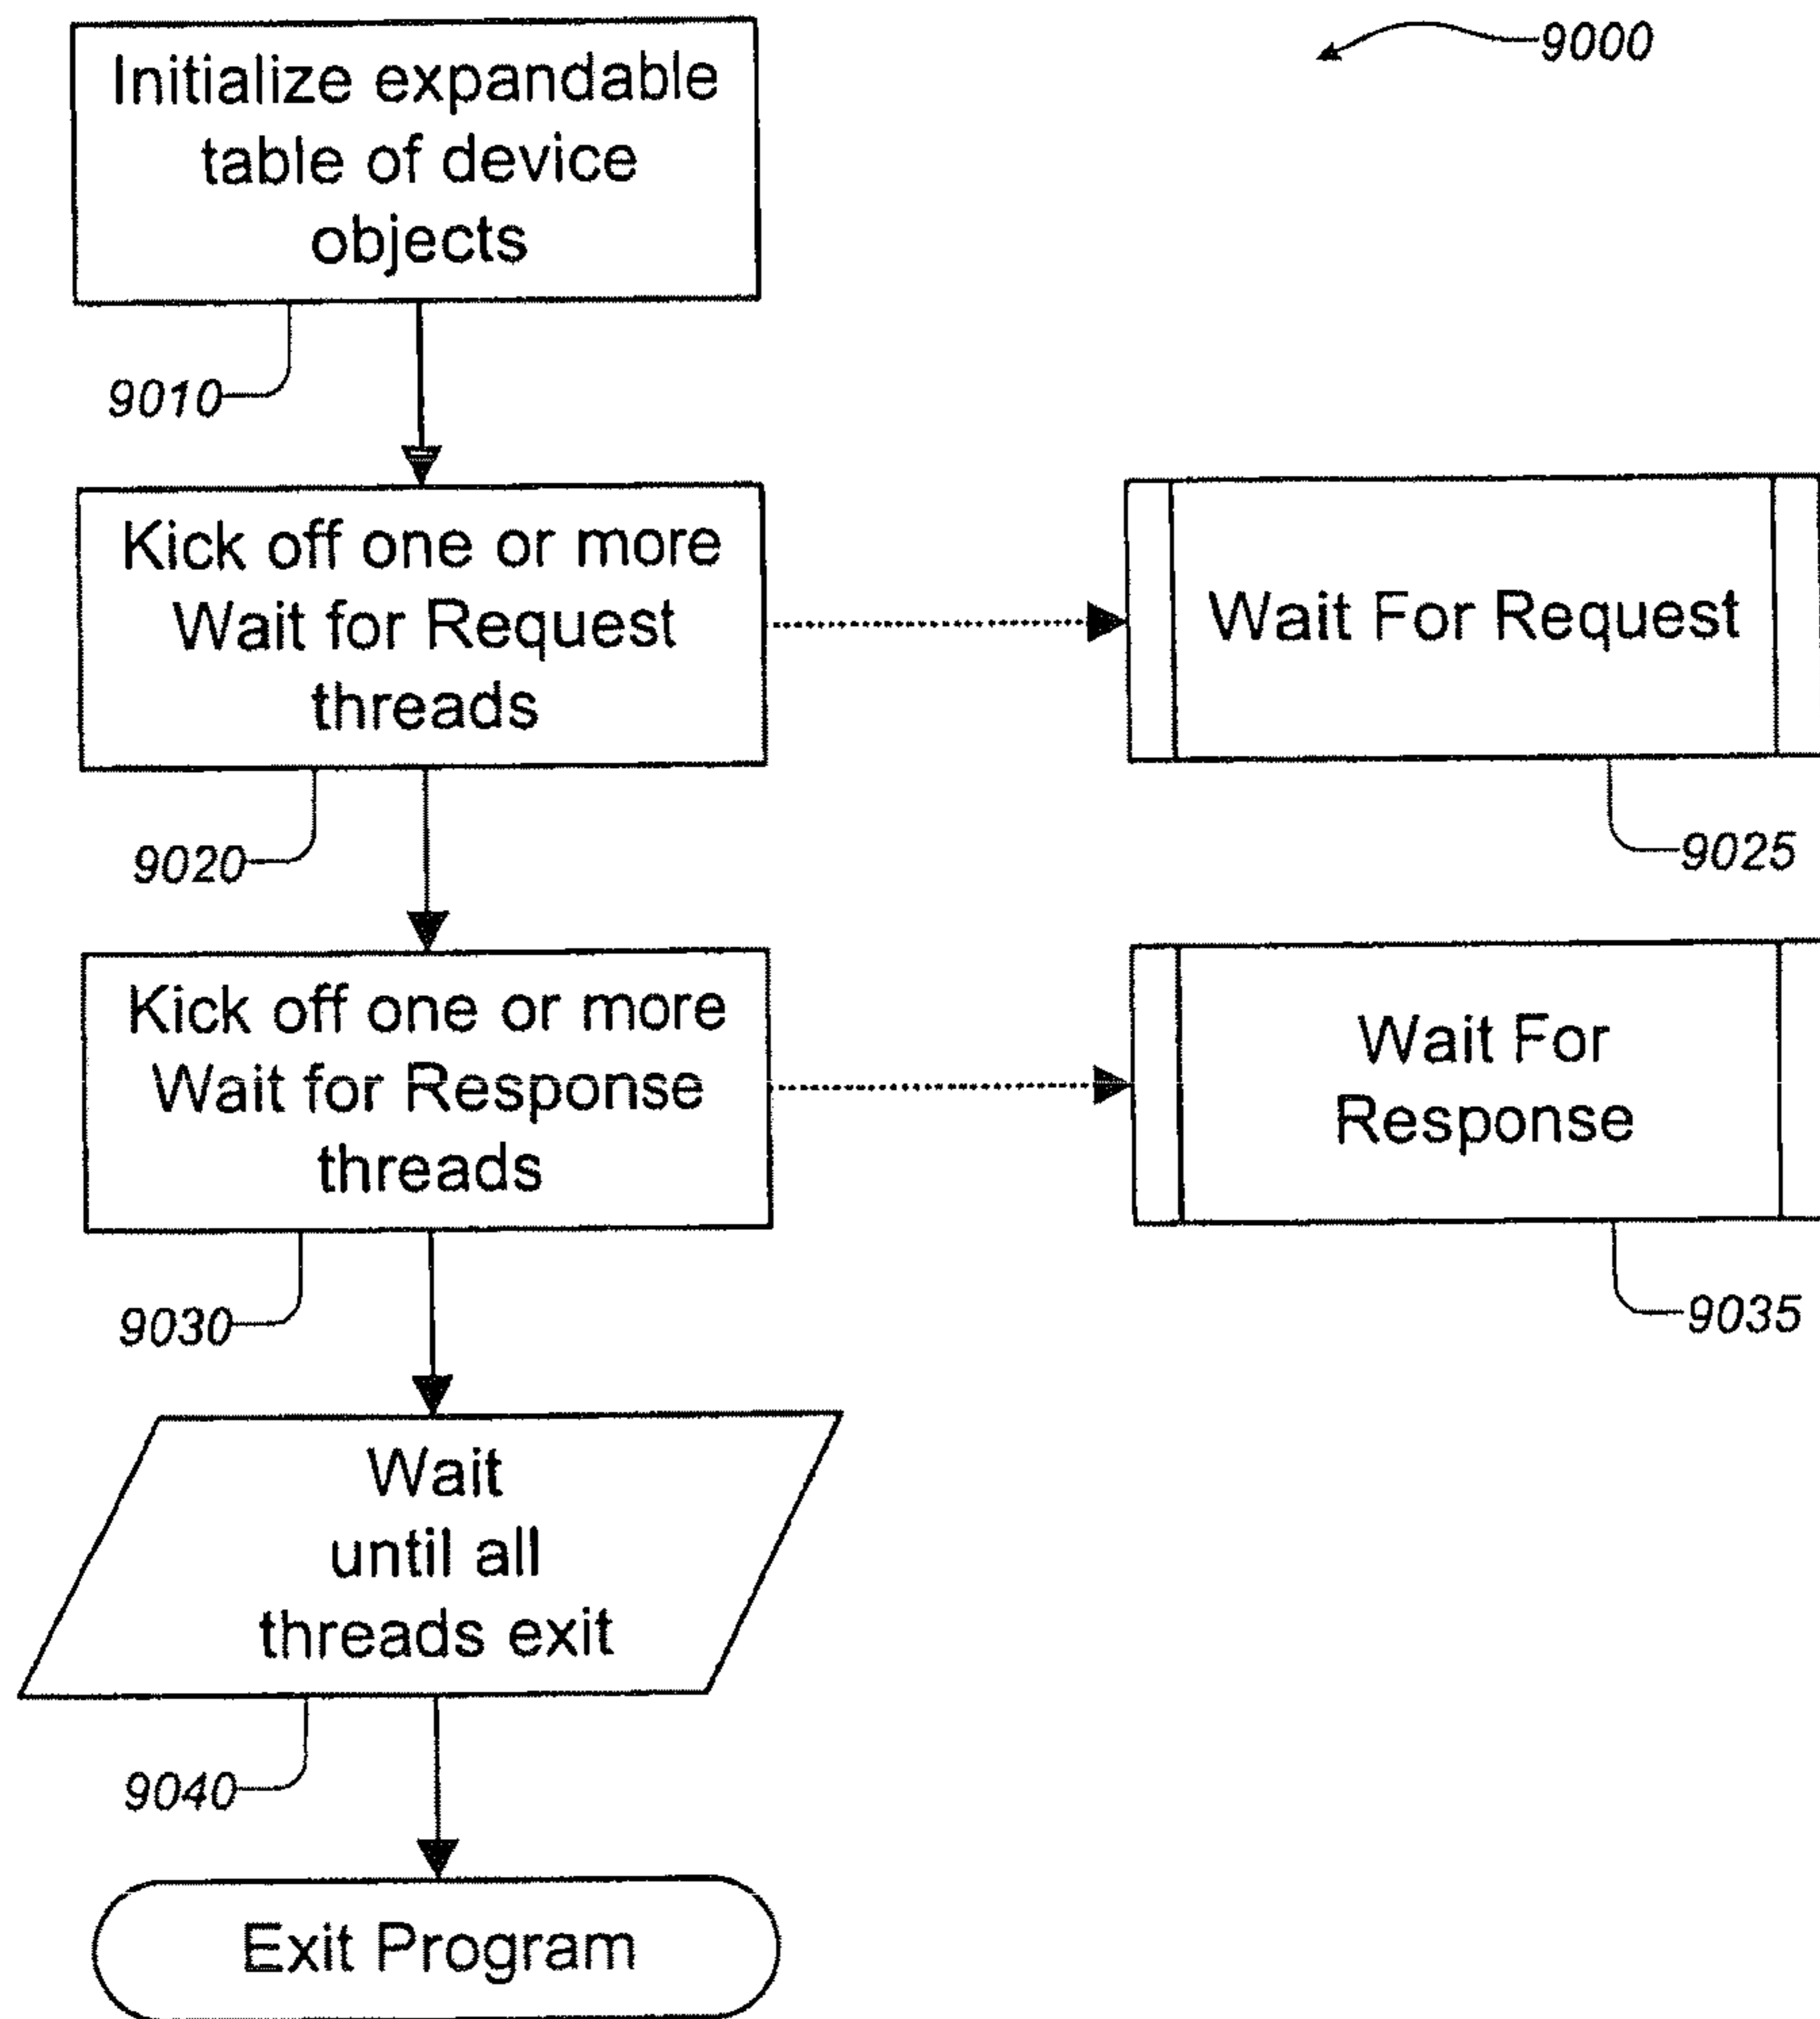 9000
Initialize expandable
table of device
objects
9010
Kick off one or more
Wait for Request
threads
9020
Wait For Request
9025
Kick off one or more
Wait for Response
threads
9030
Wait For
Response
9035
Wait
until all
threads exit
9040
Exit Program